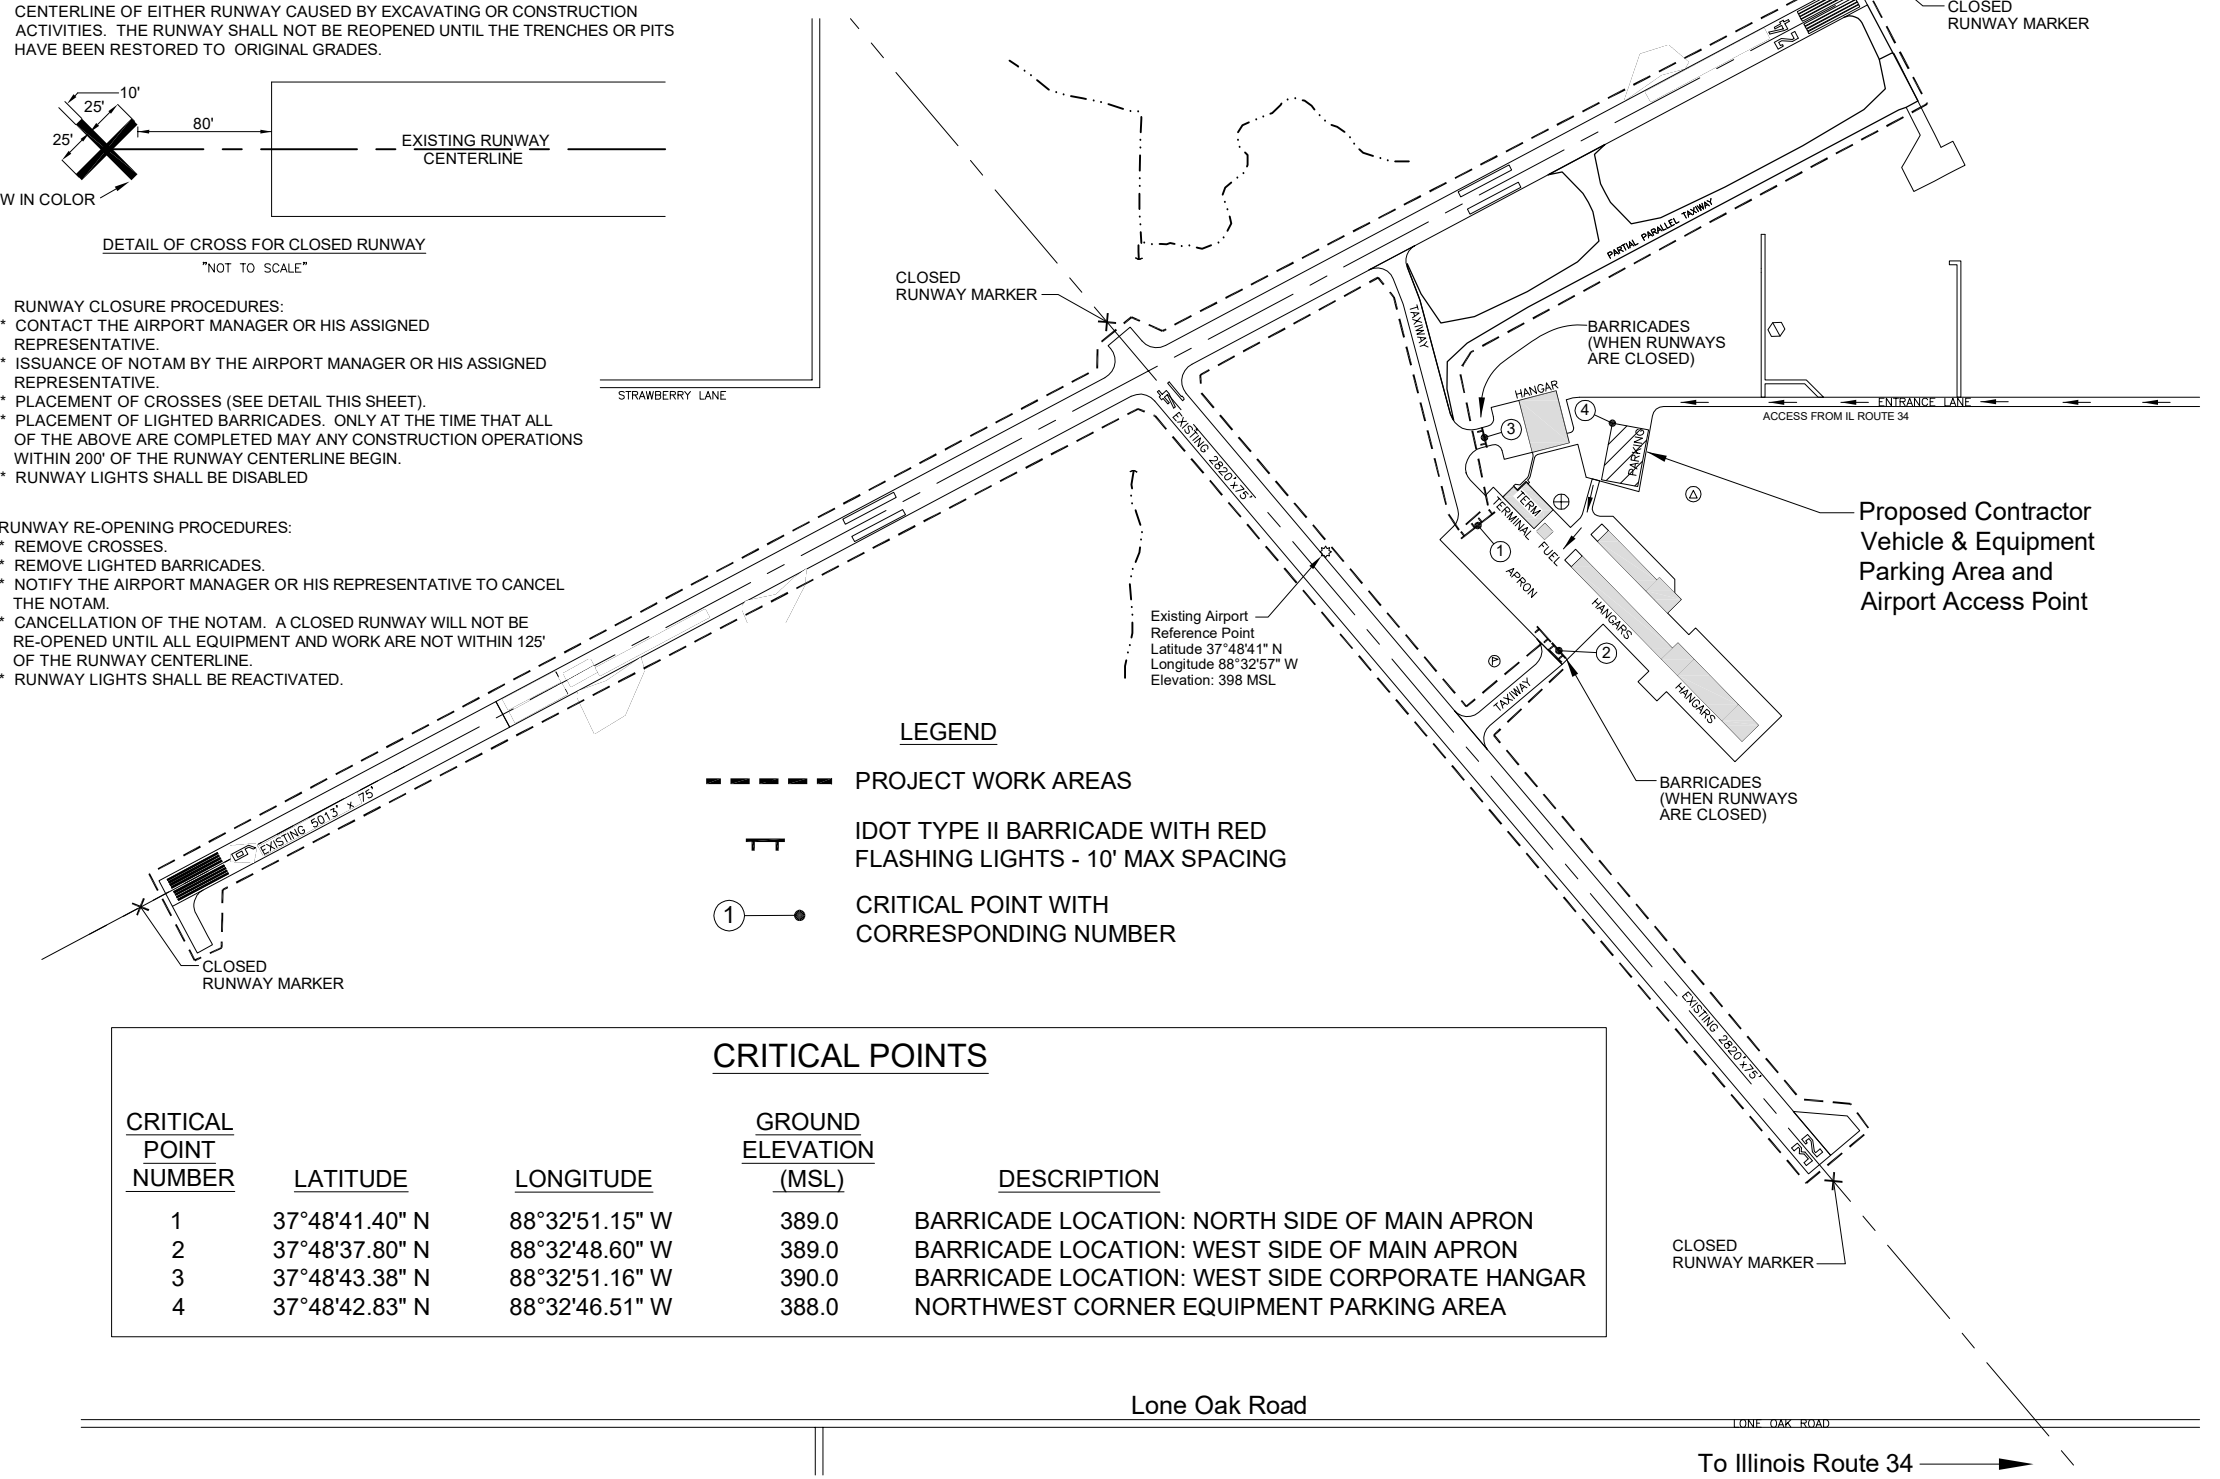 CENTERLINE OF EITHER RUNWAY CAUSED BY EXCAVATING OR CONSTRUCTION
ACTIVITIES. THE RUNWAY SHALL NOT BE REOPENED UNTIL THE TRENCHES OR PITS
HAVE BEEN RESTORED TO ORIGINAL GRADES.
10'
25'
25'
80'
EXISTING RUNWAY
CENTERLINE
W IN COLOR
DETAIL OF CROSS FOR CLOSED RUNWAY
"NOT TO SCALE"
RUNWAY CLOSURE PROCEDURES:
* CONTACT THE AIRPORT MANAGER OR HIS ASSIGNED
REPRESENTATIVE.
* ISSUANCE OF NOTAM BY THE AIRPORT MANAGER OR HIS ASSIGNED
REPRESENTATIVE.
* PLACEMENT OF CROSSES (SEE DETAIL THIS SHEET).
* PLACEMENT OF LIGHTED BARRICADES. ONLY AT THE TIME THAT ALL
OF THE ABOVE ARE COMPLETED MAY ANY CONSTRUCTION OPERATIONS
WITHIN 200' OF THE RUNWAY CENTERLINE BEGIN.
* RUNWAY LIGHTS SHALL BE DISABLED
RUNWAY RE-OPENING PROCEDURES:
* REMOVE CROSSES.
* REMOVE LIGHTED BARRICADES.
* NOTIFY THE AIRPORT MANAGER OR HIS REPRESENTATIVE TO CANCEL
THE NOTAM.
* CANCELLATION OF THE NOTAM. A CLOSED RUNWAY WILL NOT BE
RE-OPENED UNTIL ALL EQUIPMENT AND WORK ARE NOT WITHIN 125'
OF THE RUNWAY CENTERLINE.
* RUNWAY LIGHTS SHALL BE REACTIVATED.
STRAWBERRY LANE
CLOSED
RUNWAY MARKER
CLOSED
RUNWAY MARKER
24
PARTIAL PARALLEL TAXIWAY
TAXIWAY
BARRICADES
(WHEN RUNWAYS
ARE CLOSED)
HANGAR
4
3
PARKING
ENTRANCE LANE
ACCESS FROM IL ROUTE 34
Proposed Contractor
Vehicle & Equipment
Parking Area and
Airport Access Point
EXISTING 2820'x75'
TERM
TERMINAL
FUEL
1
APRON
HANGARS
HANGARS
2
TAXIWAY
BARRICADES
(WHEN RUNWAYS
ARE CLOSED)
Existing Airport
Reference Point
Latitude 37°48'41" N
Longitude 88°32'57" W
Elevation: 398 MSL
EXISTING 5013' x 75'
CLOSED
RUNWAY MARKER
LEGEND
PROJECT WORK AREAS
IDOT TYPE II BARRICADE WITH RED
FLASHING LIGHTS - 10' MAX SPACING
1
CRITICAL POINT WITH
CORRESPONDING NUMBER
EXISTING 2820'x75'
32
CLOSED
RUNWAY MARKER
CRITICAL POINTS
CRITICAL POINT NUMBER LATITUDE LONGITUDE GROUND ELEVATION (MSL) DESCRIPTION
1 37°48'41.40" N 88°32'51.15" W 389.0 BARRICADE LOCATION: NORTH SIDE OF MAIN APRON
2 37°48'37.80" N 88°32'48.60" W 389.0 BARRICADE LOCATION: WEST SIDE OF MAIN APRON
3 37°48'43.38" N 88°32'51.16" W 390.0 BARRICADE LOCATION: WEST SIDE CORPORATE HANGAR
4 37°48'42.83" N 88°32'46.51" W 388.0 NORTHWEST CORNER EQUIPMENT PARKING AREA
Lone Oak Road
LONE OAK ROAD
To Illinois Route 34